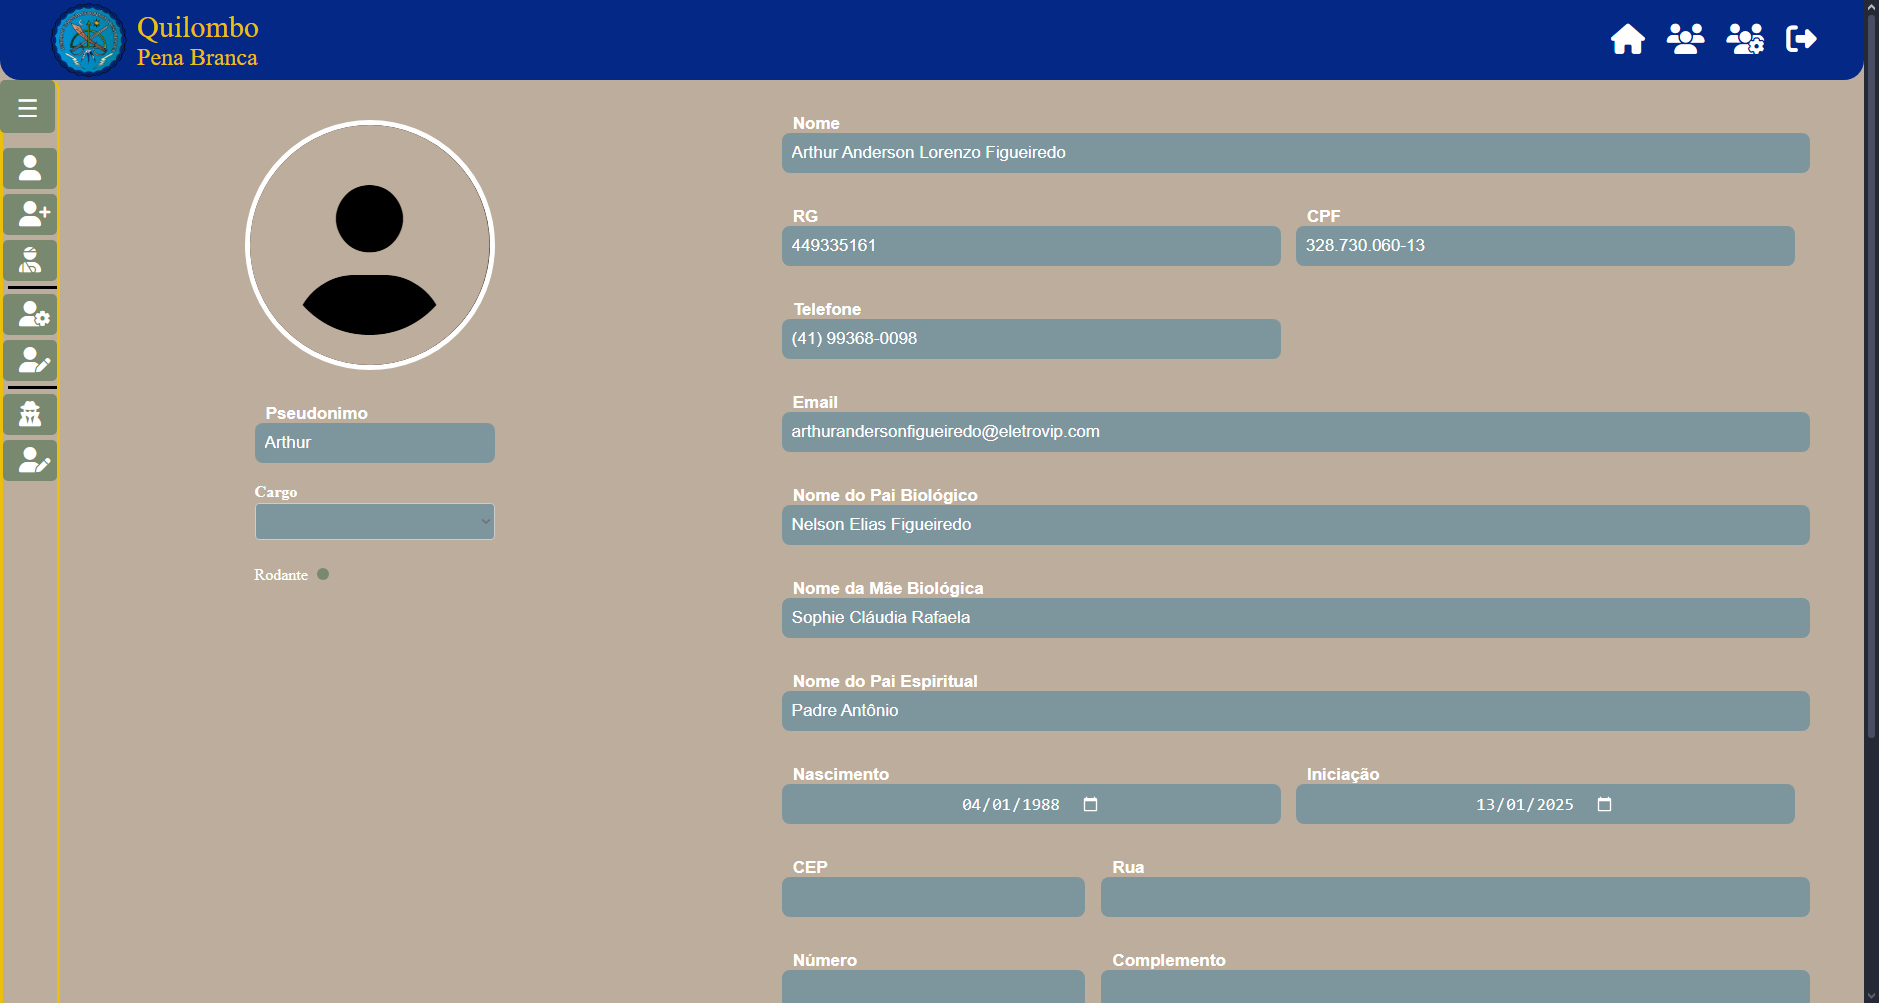 Quilombo
Pena Branca
Pseudonimo
Arthur
Cargo
Rodante
Nome
Arthur Anderson Lorenzo Figueiredo
RG CPF
449335161 328.730.060-13
Telefone
(41) 99368-0098
Email
arthurandersonfigueiredo@eletrovip.com
Nome do Pai Biológico
Nelson Elias Figueiredo
Nome da Mãe Biológica
Sophie Cláudia Rafaela
Nome do Pai Espiritual
Padre Antônio
Nascimento Iniciação
04/01/1988 13/01/2025
CEP Rua
Número Complemento